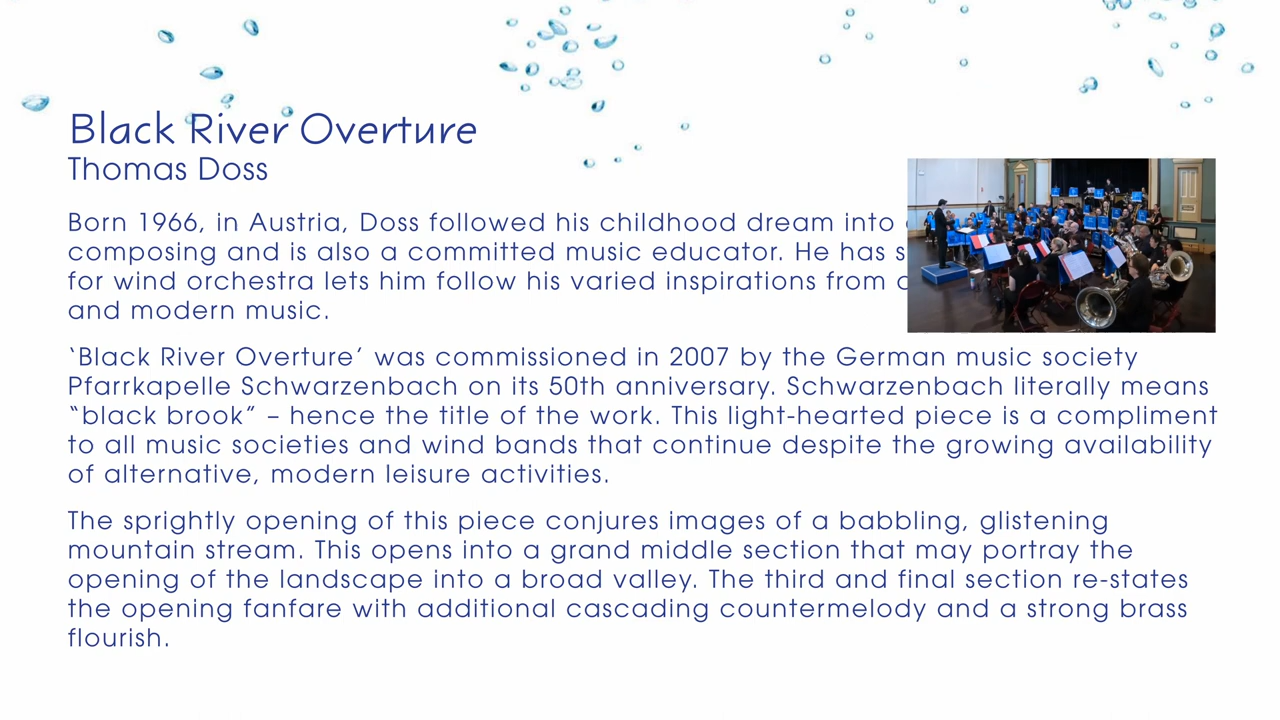 Black River Overture
Thomas Doss
Born 1966, in Austria, Doss followed his childhood dream into
composing and is also a committed music educator. He has
for wind orchestra lets him follow his varied inspirations from
and modern music.
‘Black River Overture’ was commissioned in 2007 by the German music society
Pfarrkapelle Schwarzenbach on its 50th anniversary. Schwarzenbach literally means
“black brook” – hence the title of the work. This light-hearted piece is a compliment
to all music societies and wind bands that continue despite the growing availability
of alternative, modern leisure activities.
The sprightly opening of this piece conjures images of a babbling, glistening
mountain stream. This opens into a grand middle section that may portray the
opening of the landscape into a broad valley. The third and final section re-states
the opening fanfare with additional cascading countermelody and a strong brass
flourish.